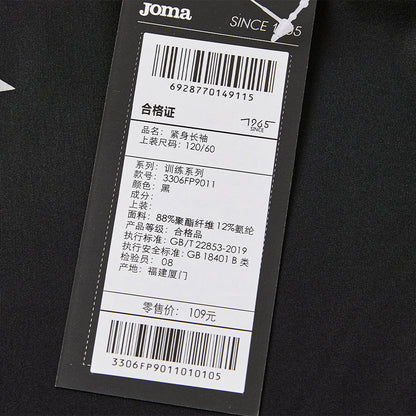 Joma
SINCE 1965
6928770149115
合格证
1965
SINCE
品名：紧身长袖
上装尺码：120/60
系列：训练系列
款号：3306FP9011
颜色：黑
成分：
上装：
面料：88%聚酯纤维 12%氨纶
产品等级：合格品
执行标准：GB/T 22853-2019
执行安全标准：GB 18401 B 类
检验员：08
产地：福建厦门
零售价：109元
3306FP9011010105